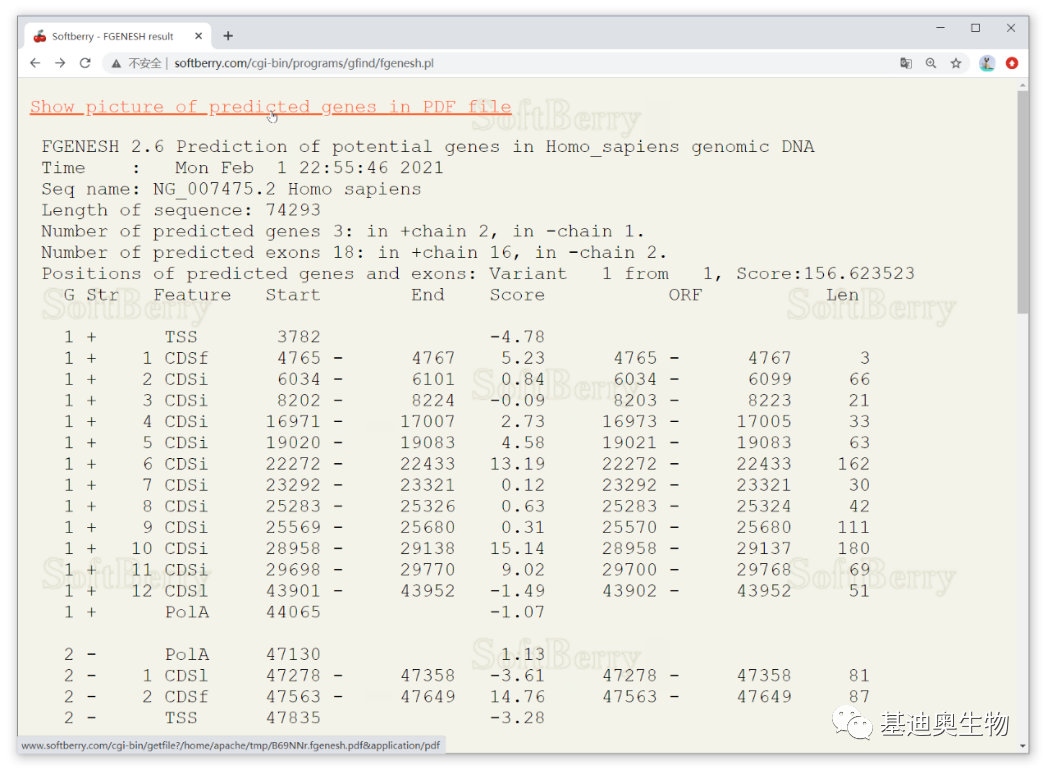 Softberry - FGENESH result
不安全 | softberry.com/cgi-bin/programs/gfind/fgenesh.pl
Show picture of predicted genes in PDF file
FGENESH 2.6 Prediction of potential genes in Homo_sapiens genomic DNA
Time : Mon Feb 1 22:55:46 2021
Seq name: NG_007475.2 Homo sapiens
Length of sequence: 74293
Number of predicted genes 3: in +chain 2, in -chain 1.
Number of predicted exons 18: in +chain 16, in -chain 2.
Positions of predicted genes and exons: Variant 1 from 1, Score:156.623523
G Str Feature Start End Score ORF Len
1 + TSS 3782 -4.78
1 + 1 CDSf 4765 - 4767 5.23 4765 - 4767 3
1 + 2 CDSi 6034 - 6101 0.84 6034 - 6099 66
1 + 3 CDSi 8202 - 8224 -0.09 8203 - 8223 21
1 + 4 CDSi 16971 - 17007 2.73 16973 - 17005 33
1 + 5 CDSi 19020 - 19083 4.58 19021 - 19083 63
1 + 6 CDSi 22272 - 22433 13.19 22272 - 22433 162
1 + 7 CDSi 23292 - 23321 0.12 23292 - 23321 30
1 + 8 CDSi 25283 - 25326 0.63 25283 - 25324 42
1 + 9 CDSi 25569 - 25680 0.31 25570 - 25680 111
1 + 10 CDSi 28958 - 29138 15.14 28958 - 29137 180
1 + 11 CDSi 29698 - 29770 9.02 29700 - 29768 69
1 + 12 CDSl 43901 - 43952 -1.49 43902 - 43952 51
1 + PolA 44065 -1.07
2 - PolA 47130 1.13
2 - 1 CDSl 47278 - 47358 -3.61 47278 - 47358 81
2 - 2 CDSf 47563 - 47649 14.76 47563 - 47649 87
2 - TSS 47835 -3.28
SoftBerry
SoftBerry
SoftBerry
SoftBerry
SoftBerry
SoftBerry
SoftBerry
基迪奥生物
www.softberry.com/cgi-bin/getfile?/home/apache/tmp/B69NNr.fgenesh.pdf&application/pdf